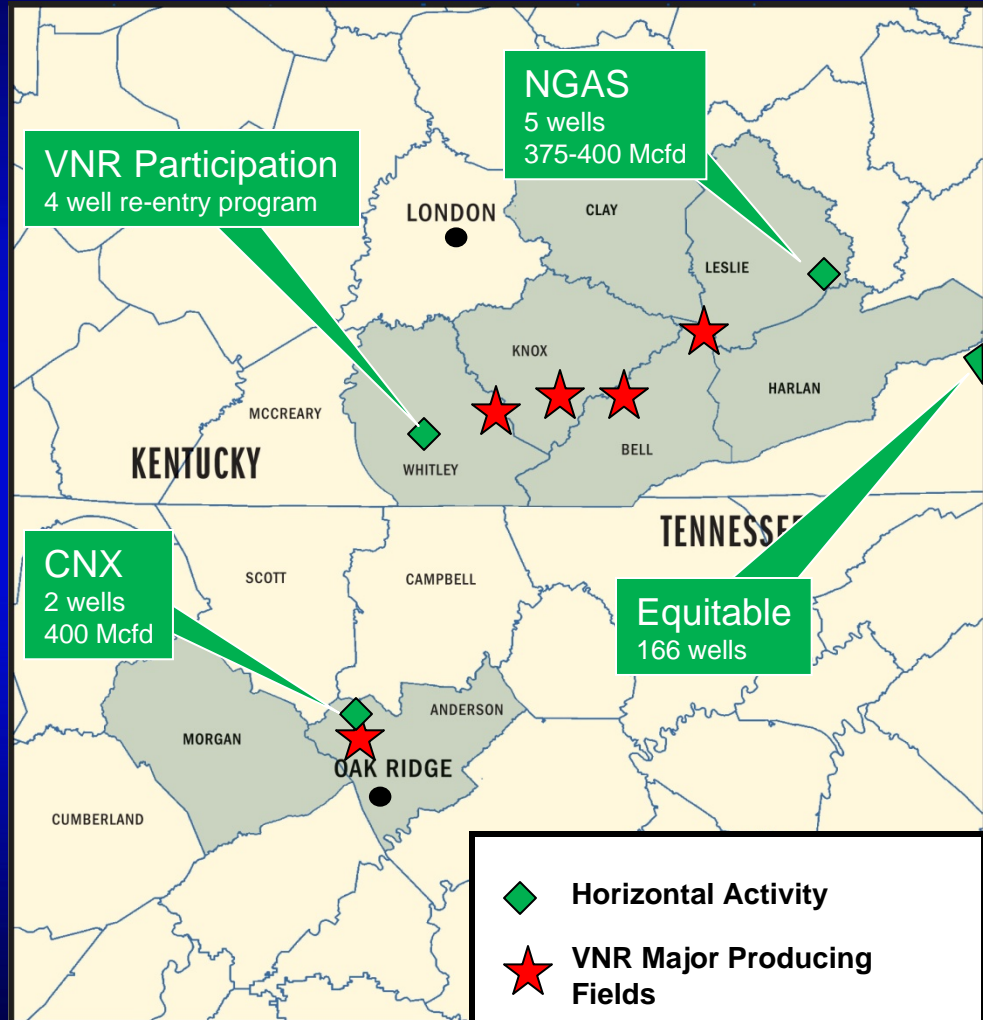 NGAS
5 wells
375-400 Mcfd
VNR Participation
4 well re-entry program
LONDON
CLAY
LESLIE
KNOX
HARLAN
MCCREARY
BELL
KENTUCKY
WHITLEY
TENNESSE
CNX
2 wells
400 Mcfd
SCOTT
CAMPBELL
Equitable
166 wells
ANDERSON
MORGAN
OAK RIDGE
CUMBERLAND
Horizontal Activity
VNR Major Producing
Fields